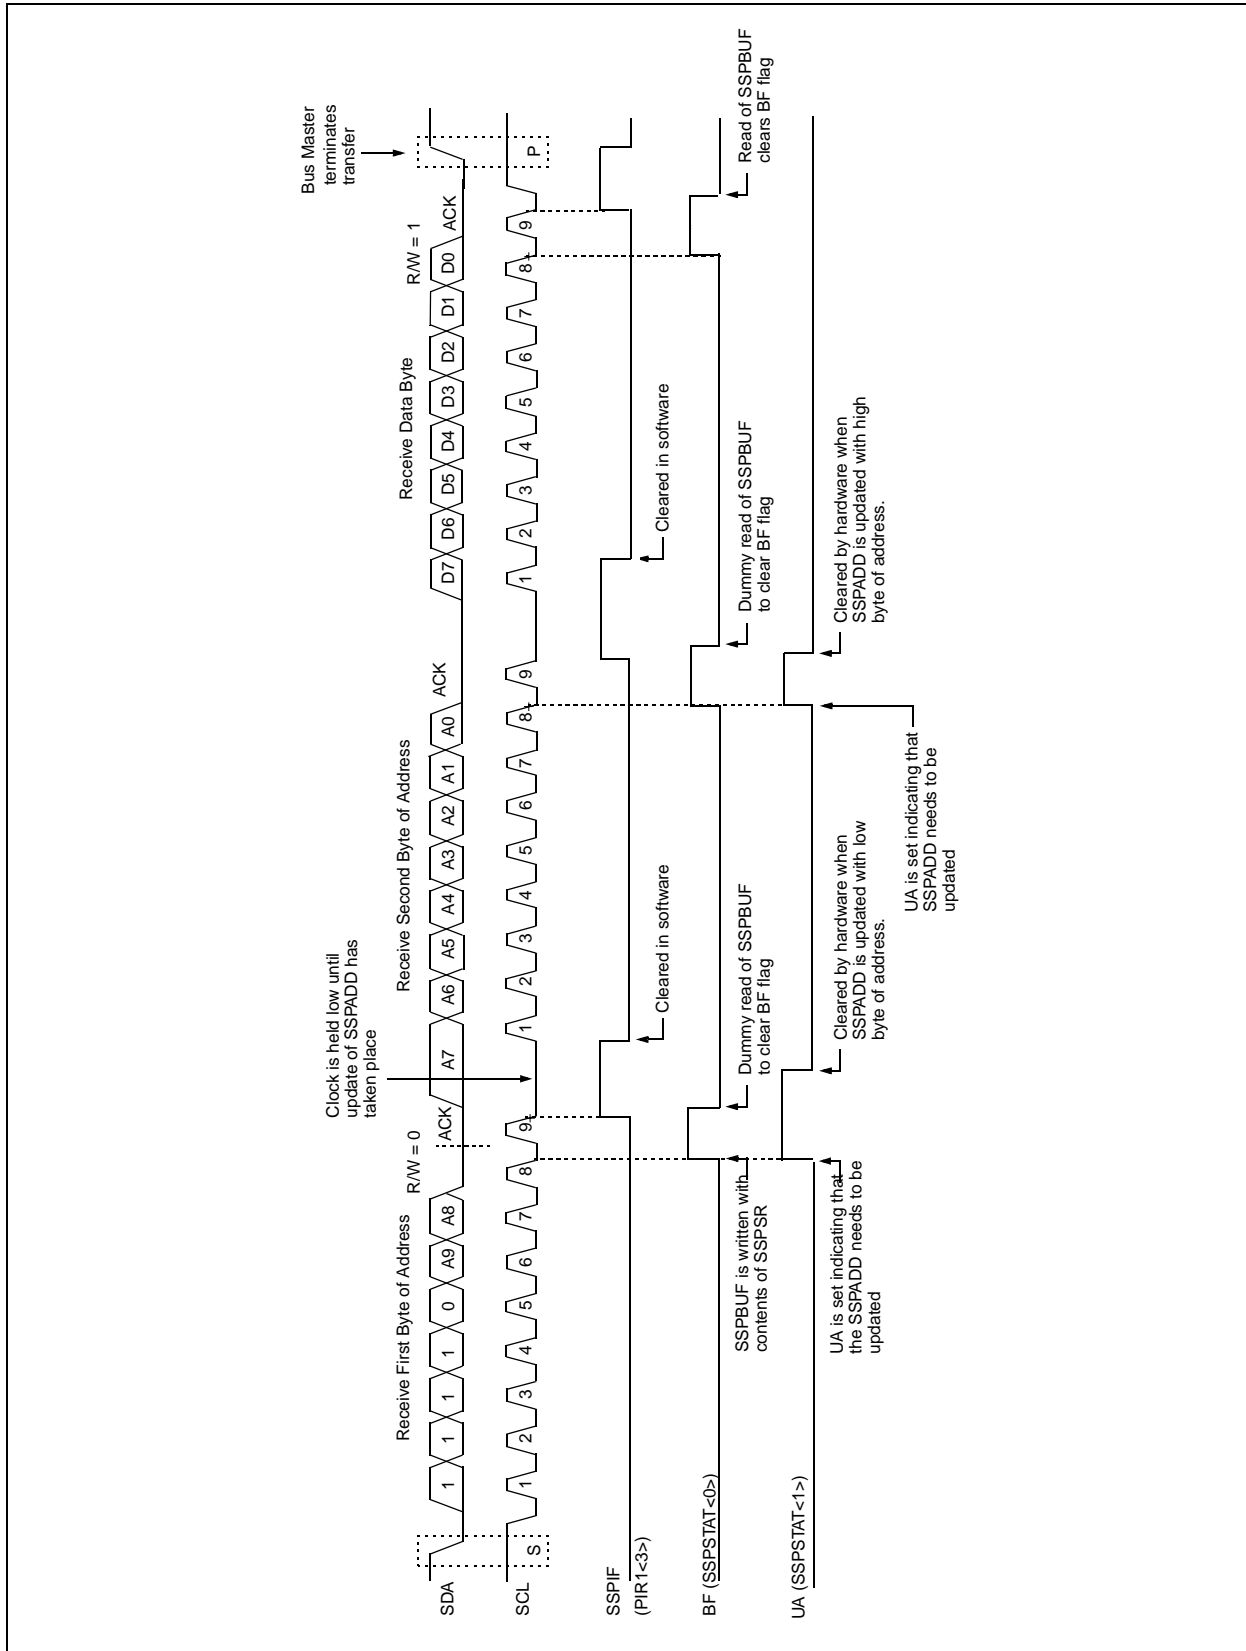 Bus Master
terminates
transfer
Clock is held low until
update of SSPADD has
taken place
Receive First Byte of Address
R/W = 0
Receive Second Byte of Address
Receive Data Byte
R/W = 1
SDA
1 1 1 1 0 A9 A8 ACK A7 A6 A5 A4 A3 A2 A1 A0 ACK D7 D6 D5 D4 D3 D2 D1 D0 ACK
SCL
S 1 2 3 4 5 6 7 8 9 1 2 3 4 5 6 7 8 9 1 2 3 4 5 6 7 8 9 P
SSPIF
(PIR1<3>)
Cleared in software
Cleared in software
BF (SSPSTAT<0>)
SSPBUF is written with
contents of SSPSR
Dummy read of SSPBUF
to clear BF flag
Dummy read of SSPBUF
to clear BF flag
Read of SSPBUF
clears BF flag
UA (SSPSTAT<1>)
UA is set indicating that
the SSPADD needs to be
updated
Cleared by hardware when
SSPADD is updated with low
byte of address.
UA is set indicating that
SSPADD needs to be
updated
Cleared by hardware when
SSPADD is updated with high
byte of address.